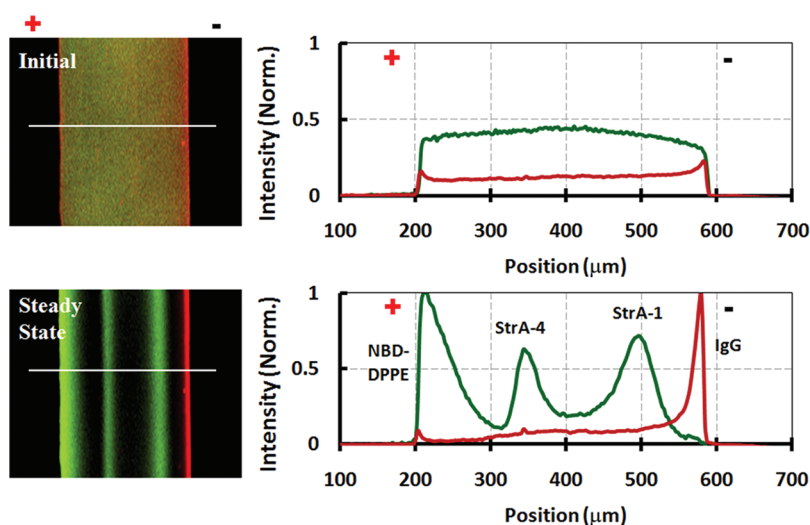 + -
Initial
Intensity (Norm.)
1
0.5
0
+ -
100 200 300 400 500 600 700
Position (μm)
Steady
State
Intensity (Norm.)
1
0.5
0
+ -
NBD-
DPPE
StrA-4
StrA-1
IgG
100 200 300 400 500 600 700
Position (μm)